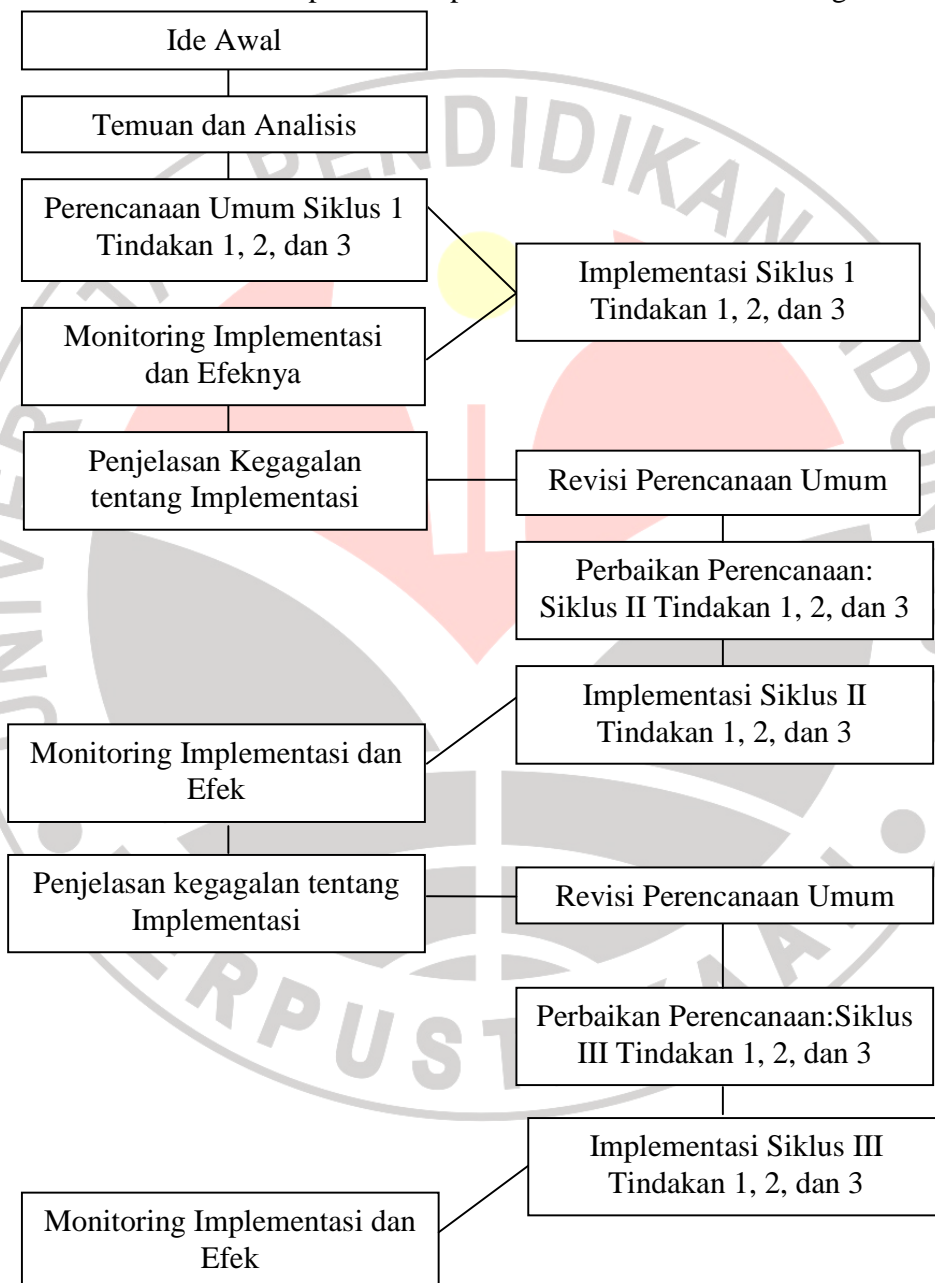 Ide Awal
Temuan dan Analisis
Perencanaan Umum Siklus 1
Tindakan 1, 2, dan 3
Implementasi Siklus 1
Tindakan 1, 2, dan 3
Monitoring Implementasi
dan Efeknya
Penjelasan Kegagalan
tentang Implementasi
Revisi Perencanaan Umum
Perbaikan Perencanaan:
Siklus II Tindakan 1, 2, dan 3
Implementasi Siklus II
Tindakan 1, 2, dan 3
Monitoring Implementasi dan
Efek
Penjelasan kegagalan tentang
Implementasi
Revisi Perencanaan Umum
Perbaikan Perencanaan:Siklus
III Tindakan 1, 2, dan 3
Implementasi Siklus III
Tindakan 1, 2, dan 3
Monitoring Implementasi dan
Efek